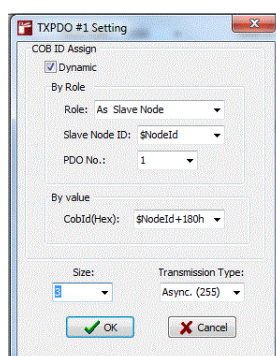 TXPDO #1 Setting
COB ID Assign
Dynamic
By Role
Role: As Slave Node
Slave Node ID: $NodeId
PDO No.: 1
By value
CobId(Hex): $NodeId+180h
Size: Transmission Type:
3 Async. (255)
OK Cancel